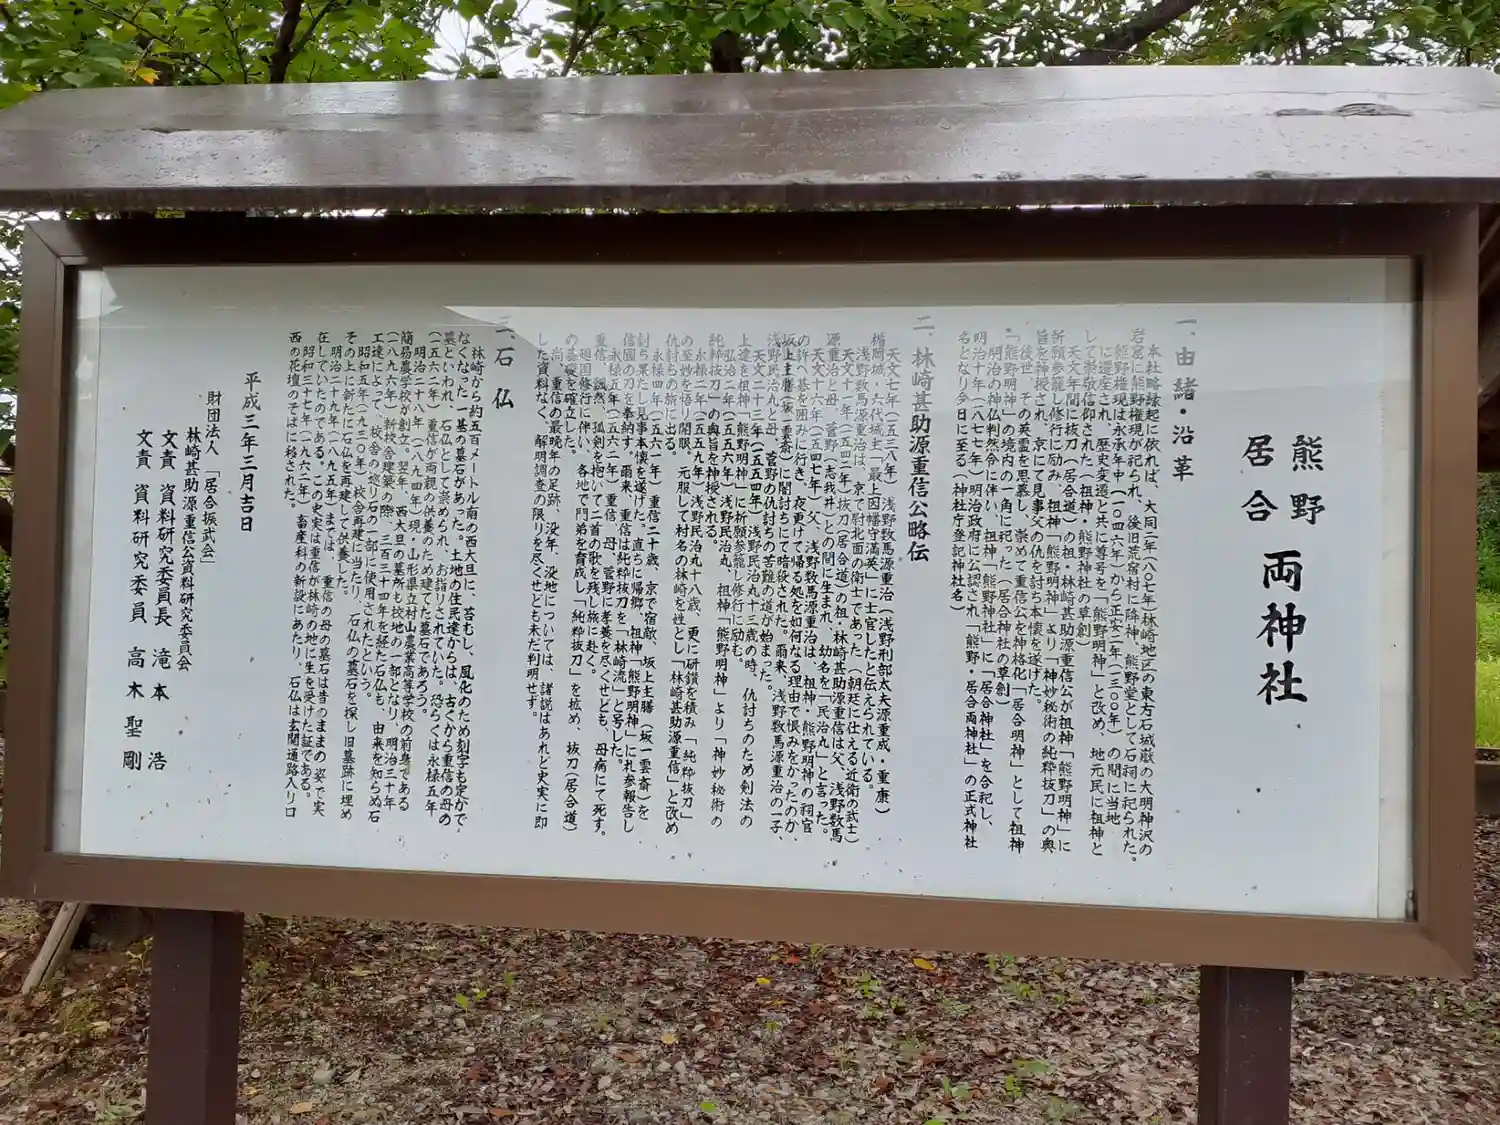 熊野
居合
両神社
一、由緒・沿革
本社略縁起に依れば、大同二年(八〇七年)林崎地区の東方石城嶽の大明神沢の
岩窟に熊野権現が祀られ、後旧荒宿村に降神、熊野堂として石祠に祀られた。
熊野権現は永承年中(一〇四六年)から正安二年(一三〇〇年)の間に当地
に遷座され、歴史変遷と共に尊号を「熊野明神」と改め、地元民に祖神と
して崇敬信仰された(祖神・熊野神社の草創)
天文年間に抜刀(居合道)の祖・林崎甚助源重信公が祖神「熊野明神」に
祈願参籠し修行に励み、祖神「熊野明神」より「神妙秘術の純粋抜刀」の奥
旨を神授され、京にて見事父の仇を討ち本懐を遂げた。
後世、その英霊を思慕し、崇めて重信公を神格化「居合明神」として祖神
「熊野明神」の境内の一角に祀った(居合神社の草創)
明治の神仏判然令に伴い、祖神「熊野神社」に「居合神社」を合祀し、
明治十年(一八七七年)明治政府に公認され「熊野・居合両神社」の正式神社
名となり今日に至る(神社庁登記神社名)
二、林崎甚助源重信公略伝
天文七年(一五三八年)浅野数馬源重治(浅野刑部太夫源重成・重康)
楯岡城・六代城主「最上因幡守満英」に士官したと伝えられている。
天文十一年(一五四二年)抜刀(居合道)の祖・林崎甚助源重信は父、浅野数馬
源重治と母、菅野(志我井)との間に生まれ、幼名を「民治丸」と言った。
浅野数馬源重治は、京で討北面の衛士であった(朝廷に仕える近衛の武士)
天文十六年(一五四七年)父、浅野数馬源重治は、祖神・熊野明神の祠官
の許へ碁を囲みに行き、夜更けて帰る処を如何なる理由で恨みをかったのか、
坂上主膳(坂一雲斎)に闇討ちにて暗殺された。爾来、浅野数馬源重治の一子、
浅野民治丸と母、菅野の仇討ちの苦難の道が始まった。
天文二十三年(一五五四年)浅野民治丸十三歳の時、仇討ちのため剣法の
上達を祖神「熊野明神」に祈願参籠し修行に励む。
弘治二年(一五五六年)浅野民治丸、祖神「熊野明神」より「神妙秘術の
純粋抜刀」の奥旨を神授される。
永禄二年(一五五九年)浅野民治丸十八歳、更に研鑽を積み「純粋抜刀」
の至妙を悟り開眼、元服して村名の林崎を姓とし「林崎甚助源重信」と改め
仇討ちの旅に出る。
永禄四年(一五六一年)重信二十歳、京で宿敵、坂上主膳(坂一雲斎)を
討ち果たし見事本懐を遂げた。直ちに帰郷、祖神「熊野明神」に札参報告し
信國の刀を奉納す。爾来、重信は純粋抜刀を「林崎流」と号した。
永禄五年(一五六二年)重信、母、菅野に孝養を尽くせども、母病にて死す。
重信、飄然、孤剣を抱いて二首の歌を残し旅に赴く。
廻国修行に伴い、各地で門弟を育成し「純粋抜刀」を拡め、抜刀(居合道)
の基礎を確立した。
尚、重信の最晩年の足跡、没年、没地については、諸説はあれど史実に即
した資料なく、解明調査の限りを尽くせども未だ判明せず。
三、石仏
林崎から約五百メートル南の西大旦に、苔むし、風化のため刻字も定かで
なくなった一基の墓石があった。土地の住民達からは、古くから重信の母の
墓といわれ、石仏として崇められ、お詣りされていた。恐らくは永禄五年
(一五六二年)重信が両親の供養のため建てた墓石であろう。
明治二十八年(一八九四年)現・山形県立村山農業高等学校の前身である
簡易農学校が創立。翌年、西大旦の墓所も校地の一部となり、明治三十年
(一八九六年)新校舎建築の際、三百三十四年を経た石仏も、由来を知らぬ石
工達によって、校舎の巡り石の一部に使用されたという。
昭和五年(一九三〇年)校舎再建に当たり、石仏の墓石を探し旧墓跡に埋め
その上に新たに石仏を再建して供養した。
明治二十九年(一八九五年)までは、重信の母の墓石は昔のままの姿で実
在していたのである。この史実は重信が林崎の地に生を受けた証である。
昭和三十七年(一九六二年)畜産科の新設にあたり、石仏は玄関通路入り口
西の花壇のそばに移された。
平成三年三月吉日
財団法人「居合振武会」
林崎甚助源重信公資料研究委員会
文責 資料研究委員長 滝本 浩
文責 資料研究委員 高木聖剛